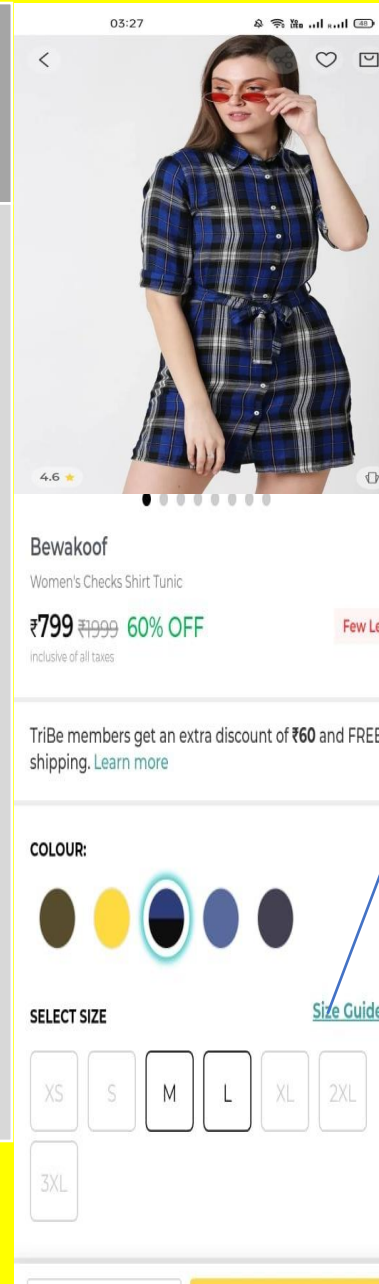 03:27
4.6
Bewakoof
Women's Checks Shirt Tunic
₹799 ₹1999 60% OFF
Few Le
inclusive of all taxes
TriBe members get an extra discount of ₹60 and FREE
shipping. Learn more
COLOUR:
SELECT SIZE
Size Guide
XS S M L XL 2XL
3XL